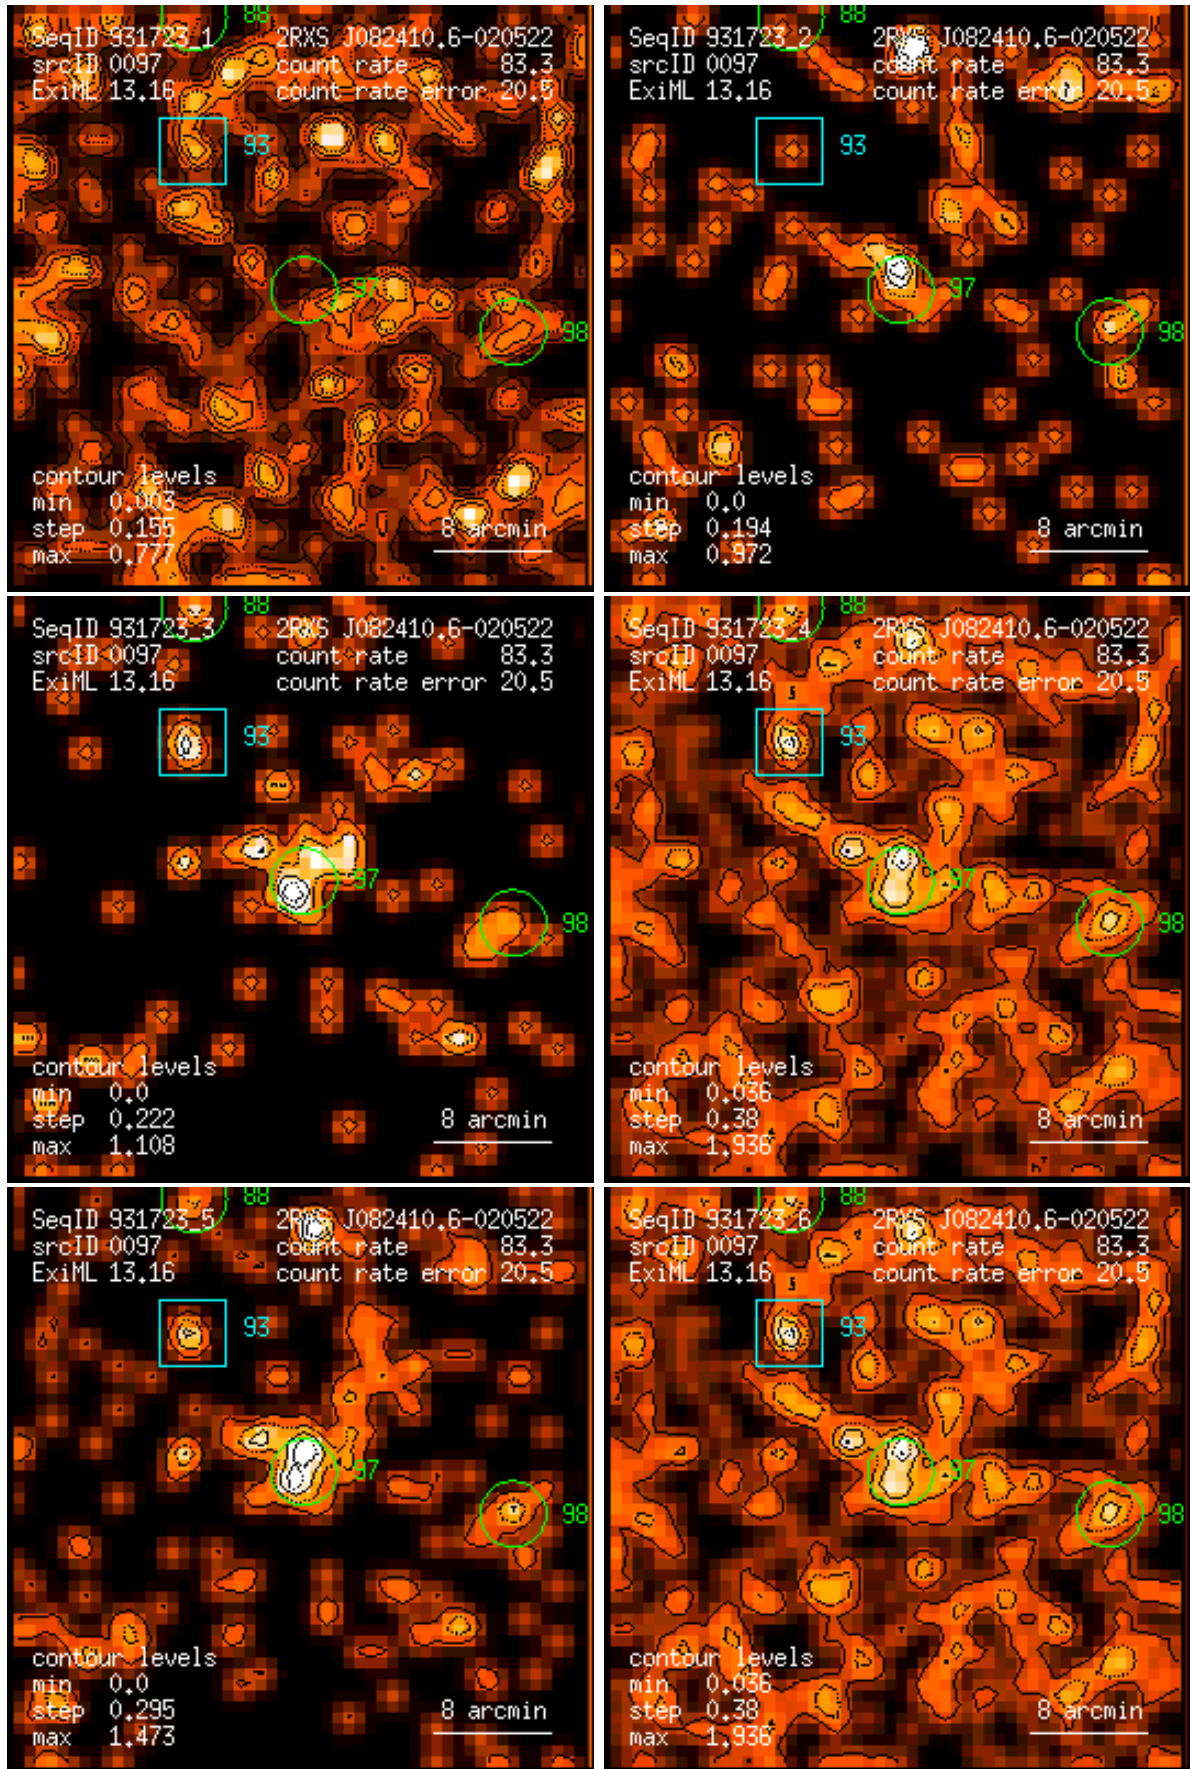 88
SeqID 931723_1 2RXS J082410.6-020522
srcID 0097 count rate 83.3
ExiML 13.16 count rate error 20.5
93
97
98
contour levels
min 0.003
step 0.155
max 0.777
8 arcmin
88
SeqID 931723_2 2RXS J082410.6-020522
srcID 0097 count rate 83.3
ExiML 13.16 count rate error 20.5
93
97
98
contour levels
min 0.0
step 0.194
max 0.972
8 arcmin
88
SeqID 931723_3 2RXS J082410.6-020522
srcID 0097 count rate 83.3
ExiML 13.16 count rate error 20.5
93
97
98
contour levels
min 0.0
step 0.222
max 1.108
8 arcmin
88
SeqID 931723_4 2RXS J082410.6-020522
srcID 0097 count rate 83.3
ExiML 13.16 count rate error 20.5
93
97
98
contour levels
min 0.036
step 0.38
max 1.936
8 arcmin
88
SeqID 931723_5 2RXS J082410.6-020522
srcID 0097 count rate 83.3
ExiML 13.16 count rate error 20.5
93
97
98
contour levels
min 0.0
step 0.295
max 1.473
8 arcmin
88
SeqID 931723_6 2RXS J082410.6-020522
srcID 0097 count rate 83.3
ExiML 13.16 count rate error 20.5
93
97
98
contour levels
min 0.036
step 0.38
max 1.936
8 arcmin